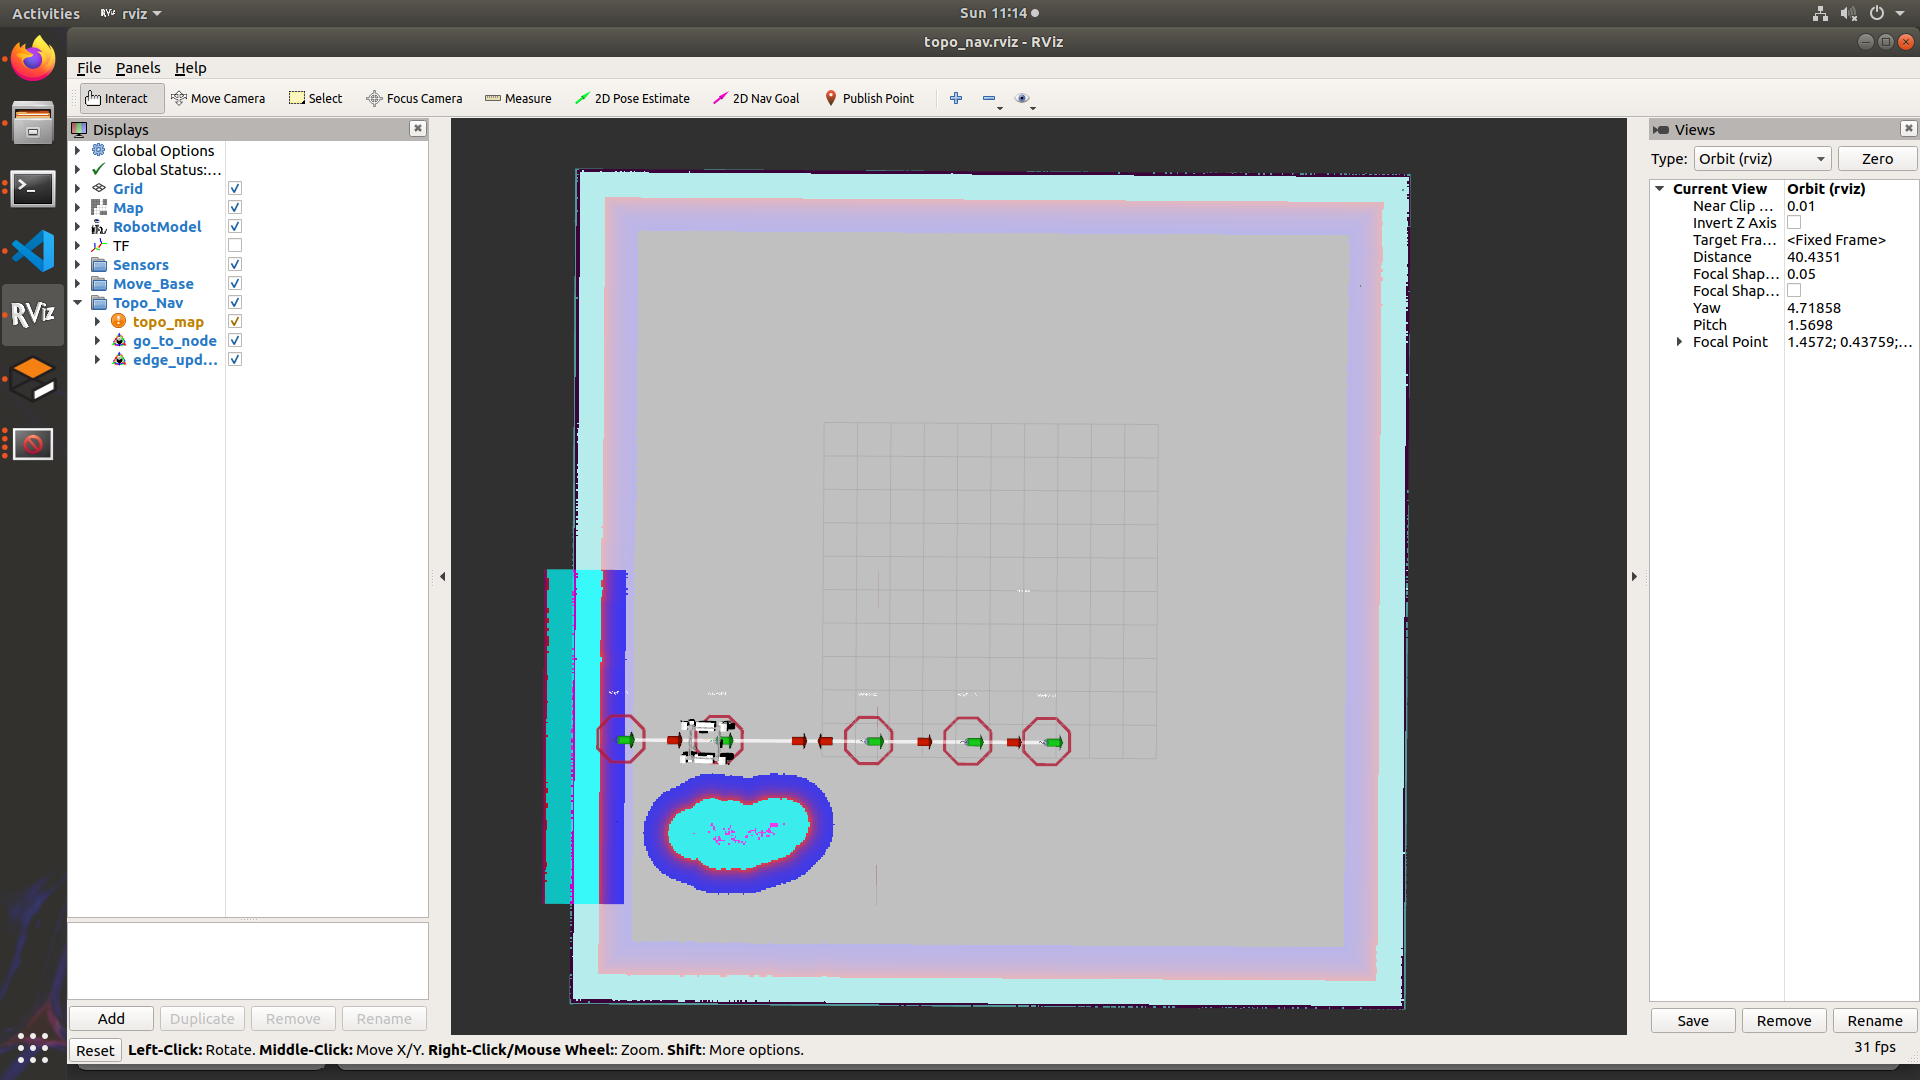 Activities
rviz
Sun 11:14
topo_nav.rviz - RViz
File Panels Help
Interact
Move Camera
Select
Focus Camera
Measure
2D Pose Estimate
2D Nav Goal
Publish Point
Displays
Global Options
Global Status:...
Grid
Map
RobotModel
TF
Sensors
Move_Base
Topo_Nav
topo_map
go_to_node
edge_upd...
Add
Duplicate
Remove
Rename
Views
Type: Orbit (rviz) Zero
Current View Orbit (rviz)
Near Clip ... 0.01
Invert Z Axis
Target Fra... <Fixed Frame>
Distance 40.4351
Focal Shap... 0.05
Focal Shap...
Yaw 4.71858
Pitch 1.5698
Focal Point 1.4572; 0.43759;...
Save Remove Rename
Reset Left-Click: Rotate. Middle-Click: Move X/Y. Right-Click/Mouse Wheel:: Zoom. Shift: More options.
31 fps
RViz